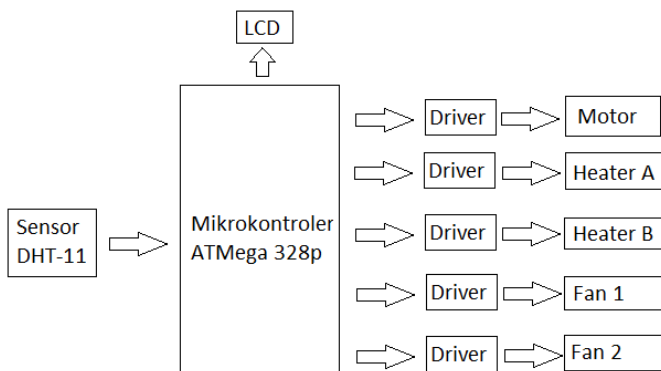 LCD
Sensor
DHT-11
Mikrokontroler
ATMega 328p
Driver
Motor
Driver
Heater A
Driver
Heater B
Driver
Fan 1
Driver
Fan 2